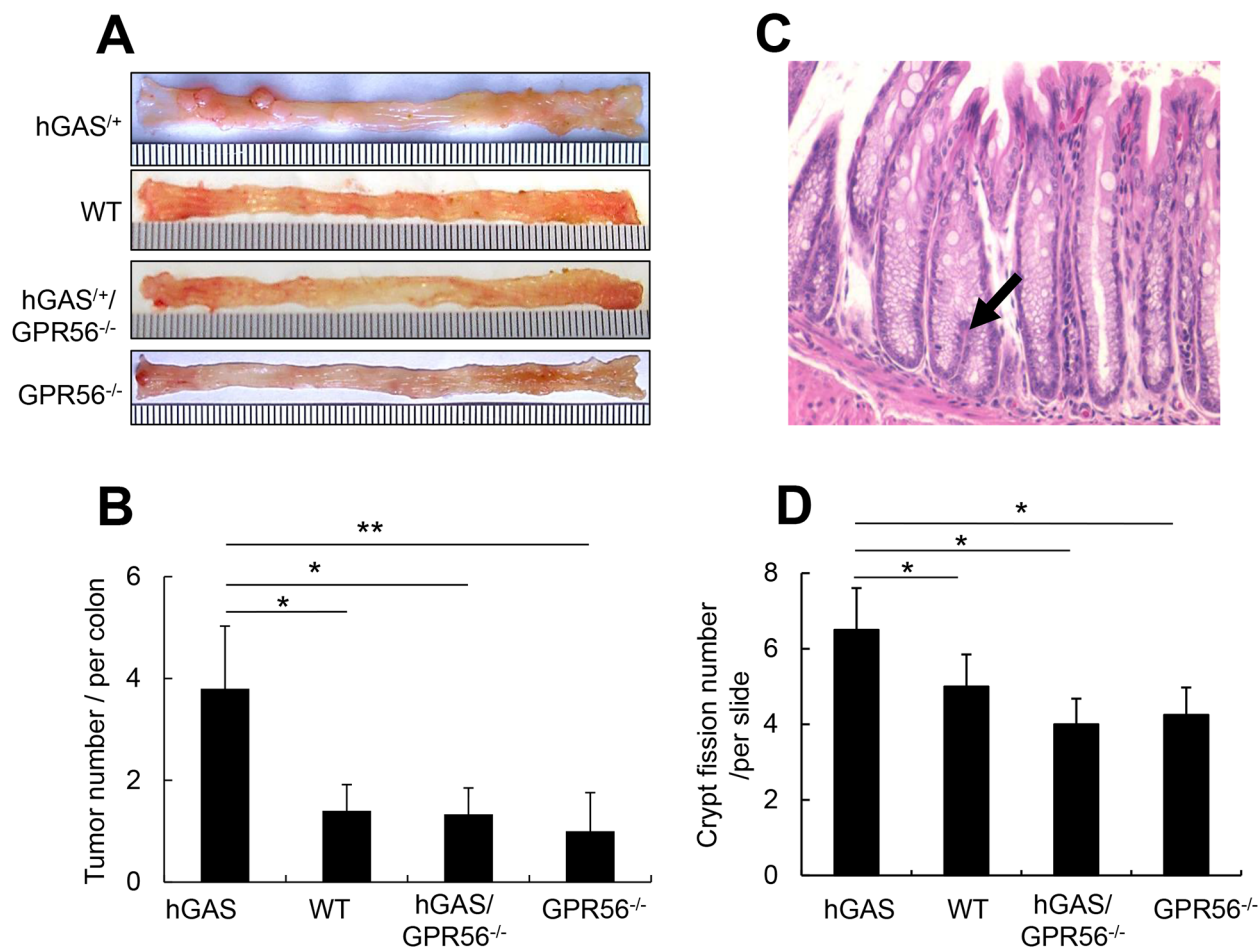 A
hGAS/+
WT
hGAS/+/
GPR56-/-
GPR56-/-
B
Tumor number / per colon
6
4
2
0
**
*
*
hGAS
WT
hGAS/
GPR56-/-
GPR56-/-
C
D
Crypt fission number
/per slide
8
6
4
2
0
*
*
*
hGAS
WT
hGAS/
GPR56-/-
GPR56-/-